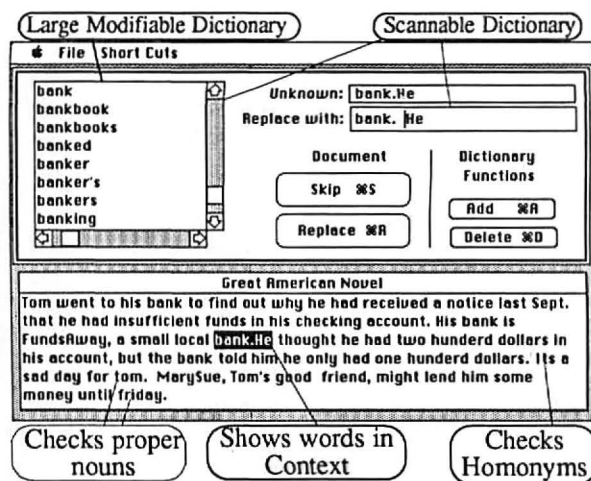 Large Modifiable Dictionary
Scannable Dictionary
File Short Cuts
bank
bankbook
bankbooks
banked
banker
banker's
bankers
banking
Unknown: bank.He
Replace with: bank. He
Document
Skip ⌘S
Replace ⌘R
Dictionary
Functions
Add ⌘A
Delete ⌘D
Great American Novel
Tom went to his bank to find out why he had received a notice last Sept.
that he had insufficient funds in his checking account. His bank is
FundsAway, a small local bank.He thought he had two hunderd dollars in
his account, but the bank told him he only had one hundred dollars. Its a
sad day for tom. MarySue, Tom's good friend, might lend him some
money until friday.
Checks proper
nouns
Shows words in
Context
Checks
Homonyms